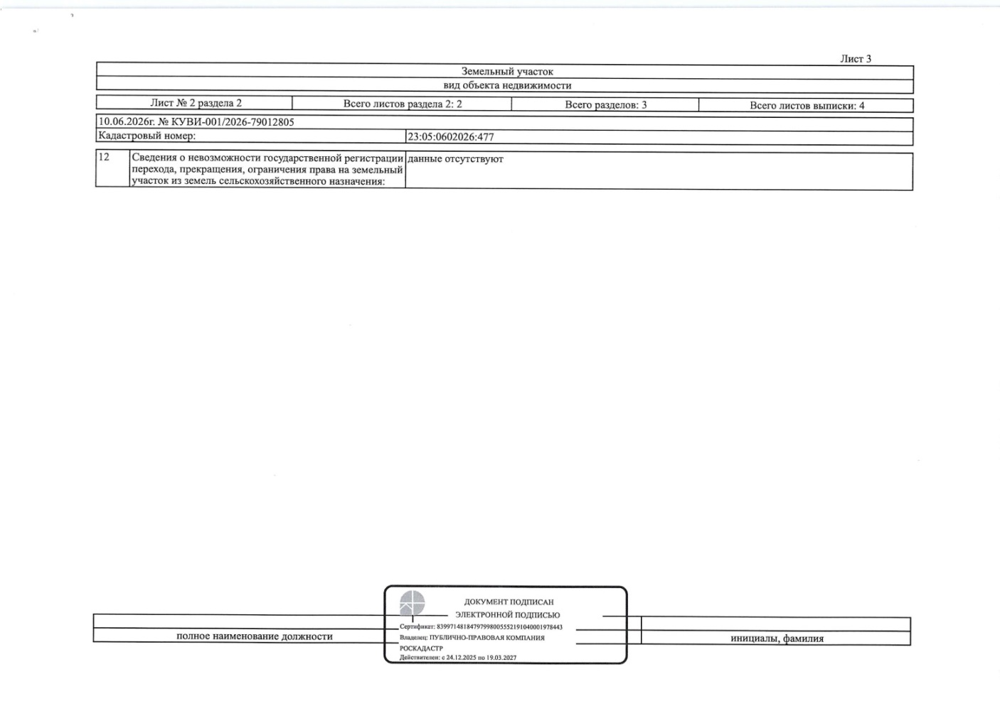 Лист 3
Земельный участок
вид объекта недвижимости
Лист № 2 раздела 2 Всего листов раздела 2: 2 Всего разделов: 3 Всего листов выписки: 4
10.06.2026г. № КУВИ-001/2026-79012805
Кадастровый номер: 23:05:0602026:477
12 Сведения о невозможности государственной регистрации данные отсутствуют
перехода, прекращения, ограничения права на земельный
участок из земель сельскохозяйственного назначения:
ДОКУМЕНТ ПОДПИСАН
ЭЛЕКТРОННОЙ ПОДПИСЬЮ
Сертификат: 83997148184797998005552191040001978443
Владелец: ПУБЛИЧНО-ПРАВОВАЯ КОМПАНИЯ
РОСКАДАСТР
Действителен: с 24.12.2025 по 19.03.2027
полное наименование должности инициалы, фамилия